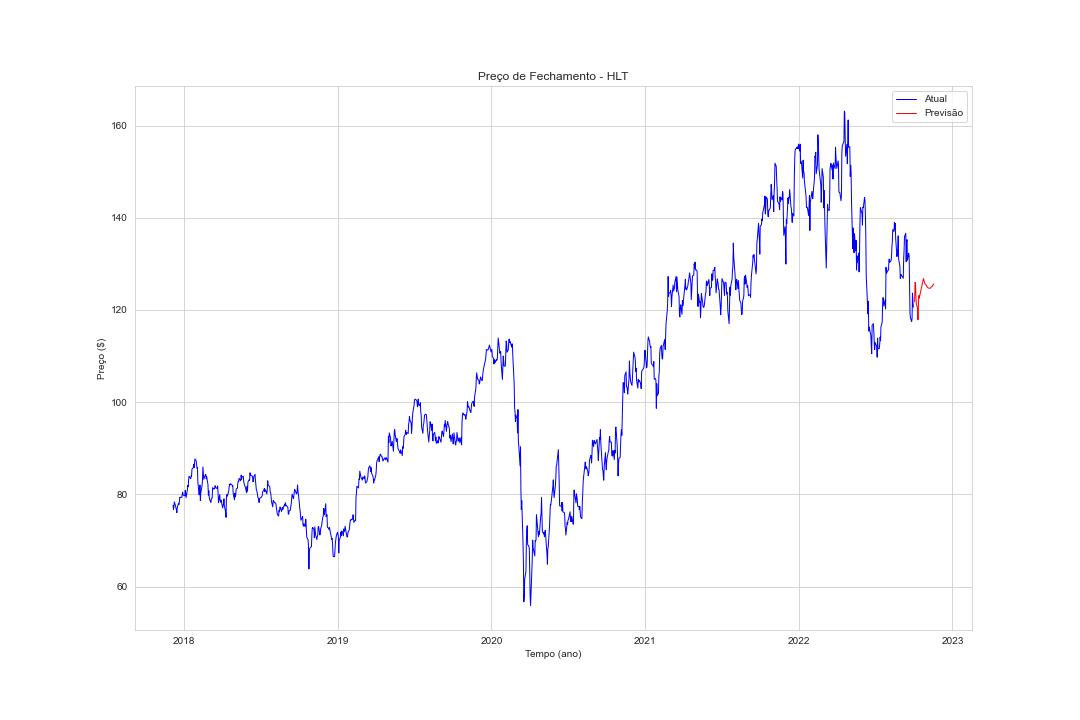 Preço de Fechamento - HLT
Atual
Previsão
Preço ($)
160
140
120
100
80
60
2018
2019
2020
2021
2022
2023
Tempo (ano)